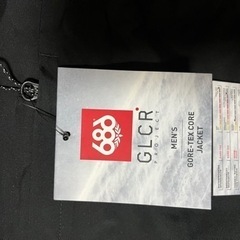 686
GLCR
PROJECT
MEN'S
GORE-TEX CORE
JACKET